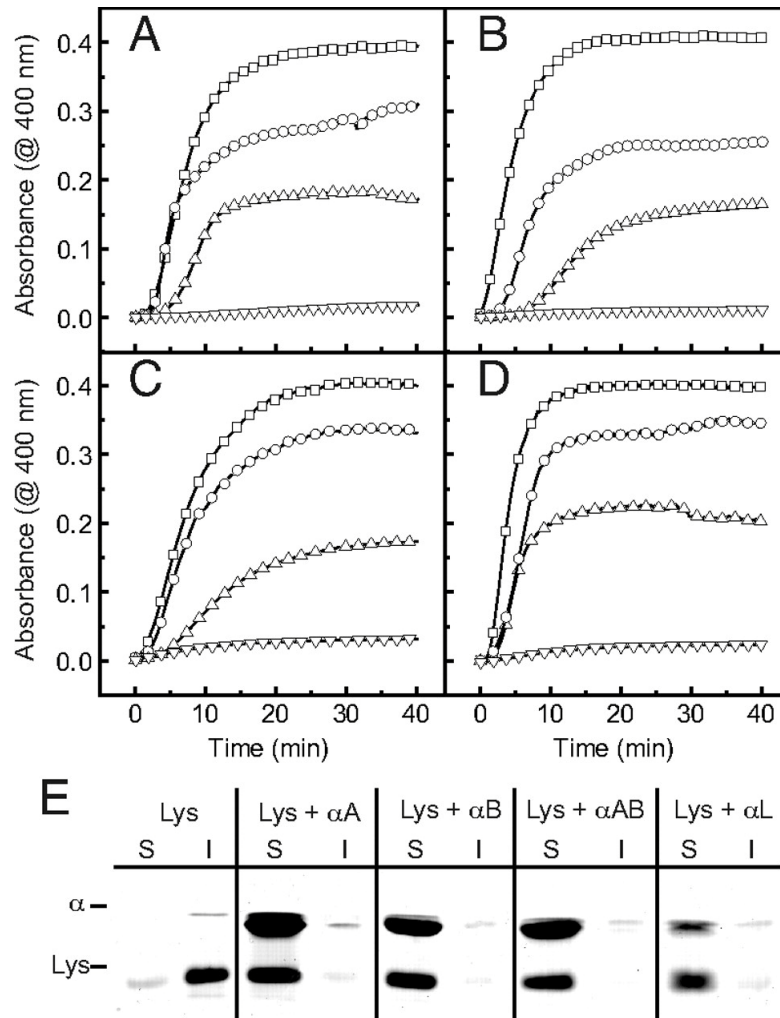 A B
0.4
0.3
0.2
0.1
0.0
Absorbance (@ 400 nm)
C D
0.4
0.3
0.2
0.1
0.0
Absorbance (@ 400 nm)
0 10 20 30 40 0 10 20 30 40
Time (min) Time (min)
E
Lys Lys + αA Lys + αB Lys + αAB Lys + αL
S I S I S I S I S I
α
Lys